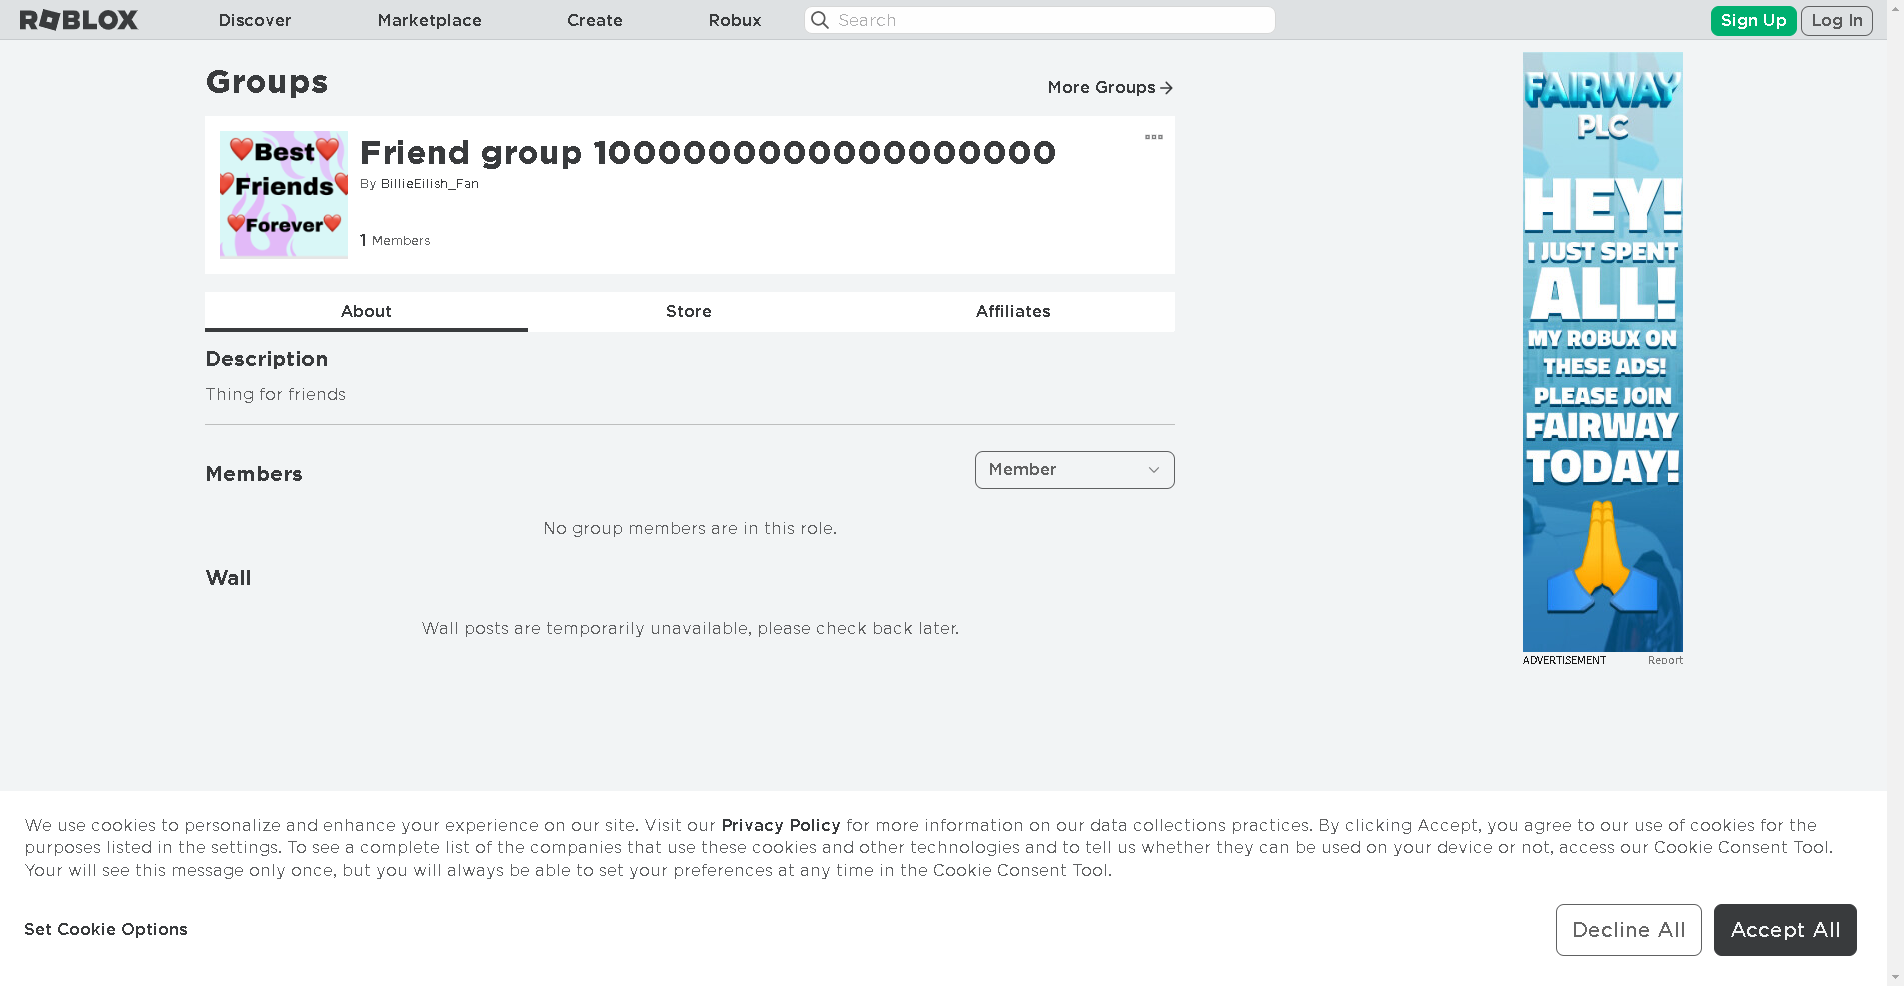 ROBLOX
Discover
Marketplace
Create
Robux
Search
Sign Up
Log In
Groups
More Groups
Best
Friends
Forever
Friend group 1000000000000000000
By BillieEilish_Fan
1 Members
About
Store
Affiliates
Description
Thing for friends
Members
Member
No group members are in this role.
Wall
Wall posts are temporarily unavailable, please check back later.
FAIRWAY
PLC
HEY!
I JUST SPENT
ALL!
MY ROBUX ON
THESE ADS!
PLEASE JOIN
FAIRWAY
TODAY!
ADVERTISEMENT
Report
We use cookies to personalize and enhance your experience on our site. Visit our Privacy Policy for more information on our data collections practices. By clicking Accept, you agree to our use of cookies for the
purposes listed in the settings. To see a complete list of the companies that use these cookies and other technologies and to tell us whether they can be used on your device or not, access our Cookie Consent Tool.
Your will see this message only once, but you will always be able to set your preferences at any time in the Cookie Consent Tool.
Set Cookie Options
Decline All
Accept All